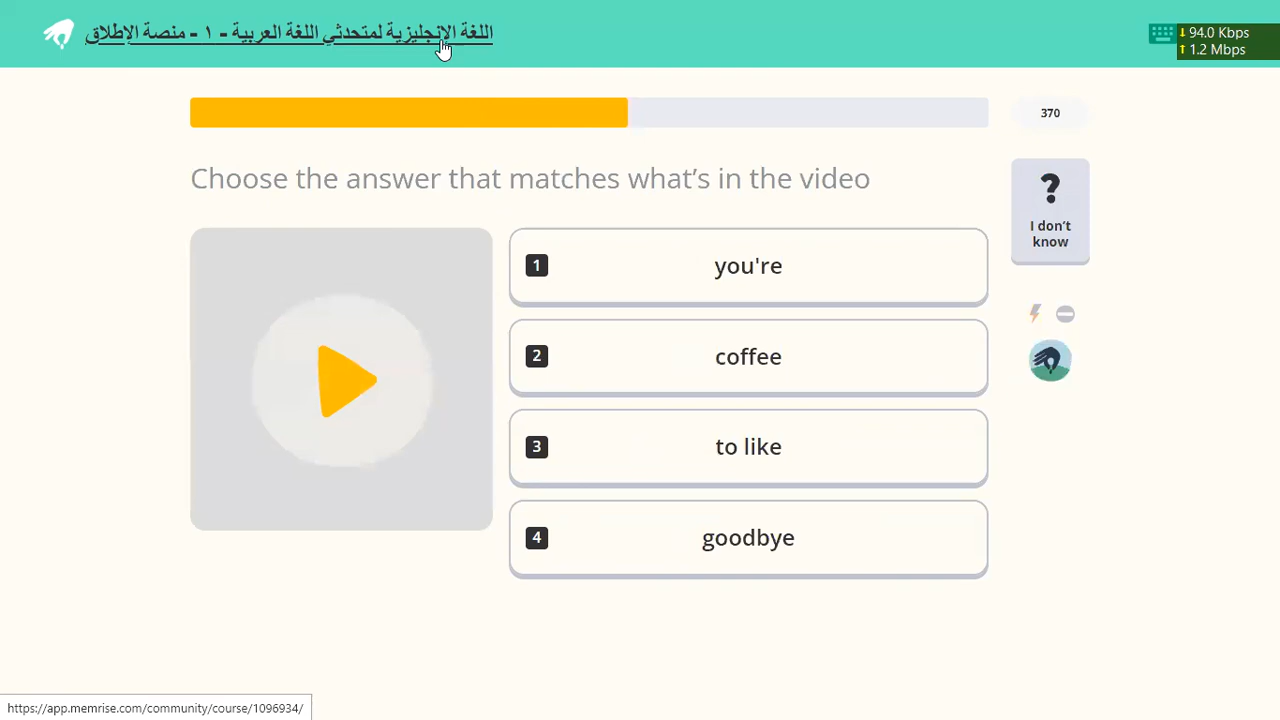 اللغة الإنجليزية لمتحدثي اللغة العربية - ١ - منصة الإطلاق
94.0 Kbps
1.2 Mbps
370
Choose the answer that matches what's in the video
?
I don't
know
1 you're
2 coffee
3 to like
4 goodbye
https://app.memrise.com/community/course/1096934/